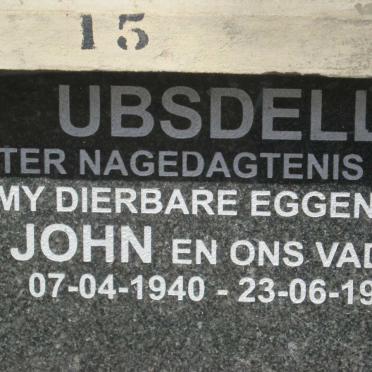 15
UBSDELL
TER NAGEDAGTENIS
MY DIERBARE EGGEN
JOHN EN ONS VAD
07-04-1940 - 23-06-19